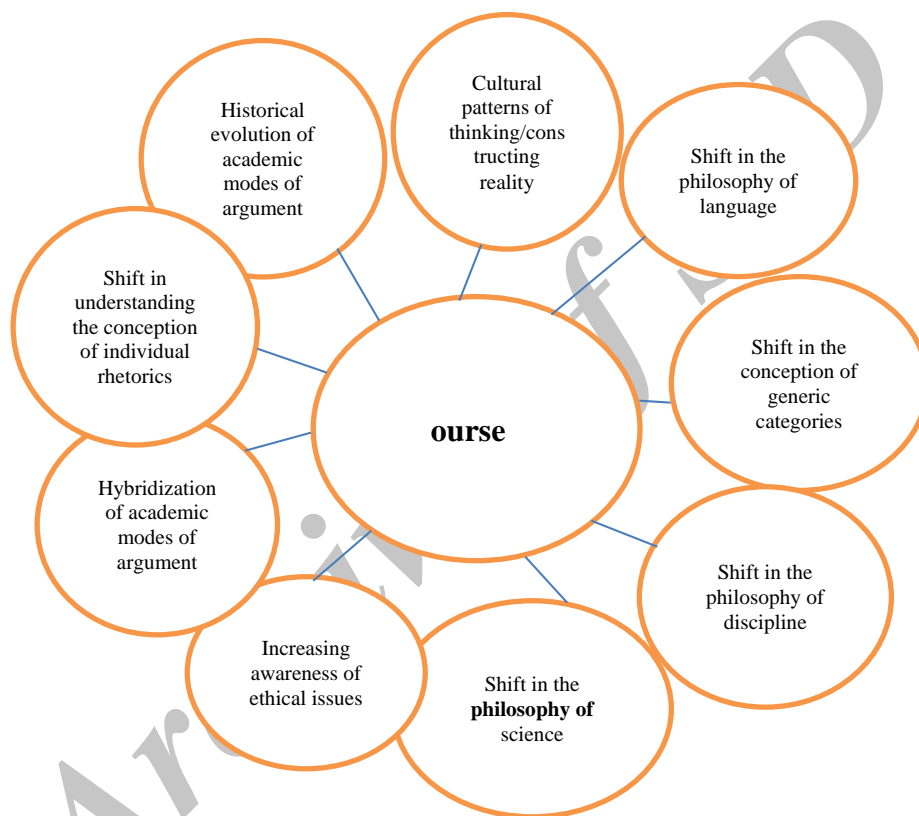 Historical
evolution of
academic
modes of
argument
Cultural
patterns of
thinking/cons
tructing
reality
Shift in the
philosophy of
language
Shift in
understanding
the conception
of individual
rhetorics
Shift in the
conception of
generic
categories
ourse
Hybridization
of academic
modes of
argument
Shift in the
philosophy of
discipline
Increasing
awareness of
ethical issues
Shift in the
philosophy of
science